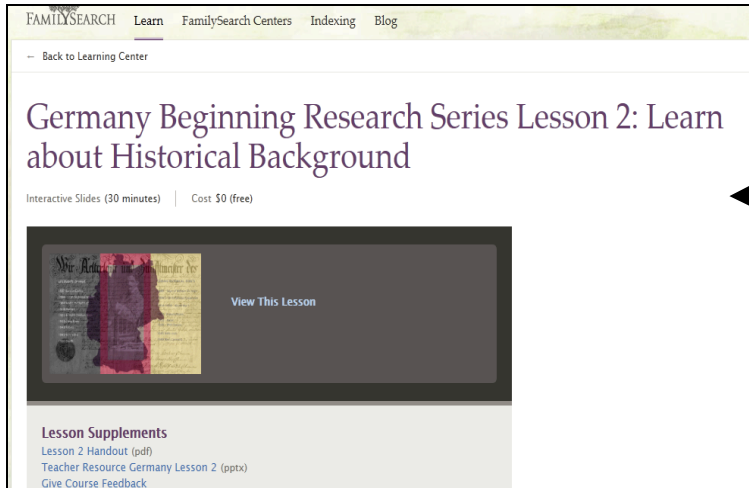 FAMILYSEARCH Learn FamilySearch Centers Indexing Blog
← Back to Learning Center
Germany Beginning Research Series Lesson 2: Learn
about Historical Background
Interactive Slides (30 minutes) Cost $0 (free)
View This Lesson
Lesson Supplements
Lesson 2 Handout (pdf)
Teacher Resource Germany Lesson 2 (pptx)
Give Course Feedback